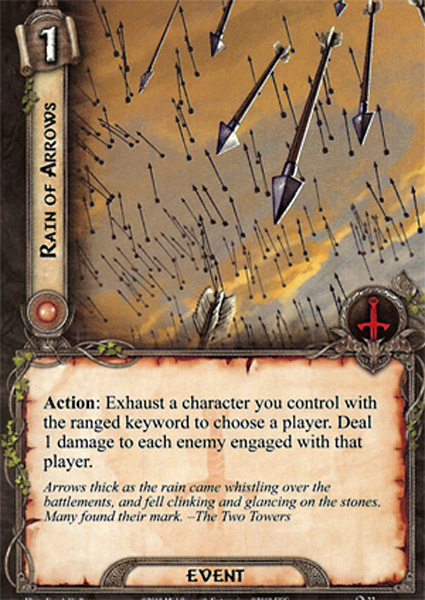 1
RAIN OF ARROWS
Action: Exhaust a character you control with
the ranged keyword to choose a player. Deal
1 damage to each enemy engaged with that
player.
Arrows thick as the rain came whistling over the
battlements, and fell clinking and glancing on the stones.
Many found their mark. –The Two Towers
EVENT